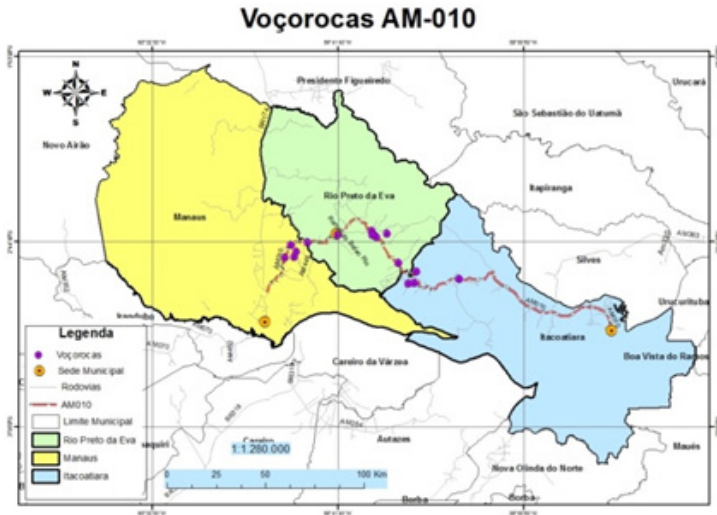 Voçorocas AM-010
N
W E
S
Presidente Figueiredo
Urucará
São Sebastião do Uatumã
Novo Airão
Itapiranga
Rio Preto da Eva
Manaus
Silves
Urucurituba
Iranduba
Itacoatiara
Boa Vista do Ramos
Careiro da Várzea
Careiro
Autazes
Maués
Nova Olinda do Norte
Borba
Borba
Legenda
Voçorocas
Sede Municipal
Rodovias
AM010
Limite Municipal
Rio Preto da Eva
Manaus
Itacoatiara
1:1.280.000
0 25 50 100 Km